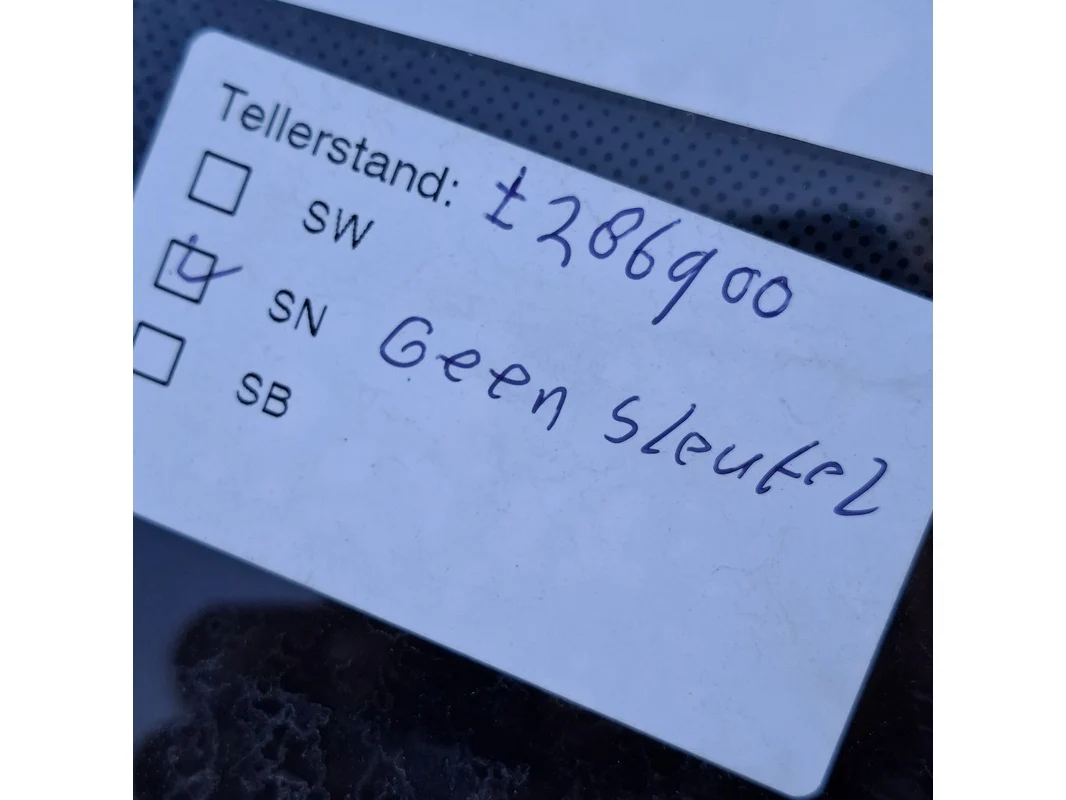 Tellerstand: ± 286900
SW
SN Geen sleutel
SB